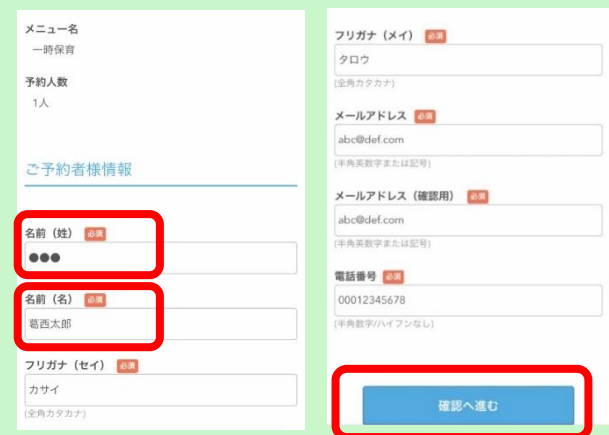 メニュー名
一時保育
予約人数
1人
ご予約者様情報
名前（姓） 必須
●●●
名前（名） 必須
葛西太郎
フリガナ（セイ） 必須
カサイ
(全角カタカナ)
フリガナ（メイ） 必須
タロウ
(全角カタカナ)
メールアドレス 必須
abc@def.com
(半角英数字または記号)
メールアドレス（確認用） 必須
abc@def.com
(半角英数字または記号)
電話番号 必須
00012345678
(半角数字/ハイフンなし)
確認へ進む